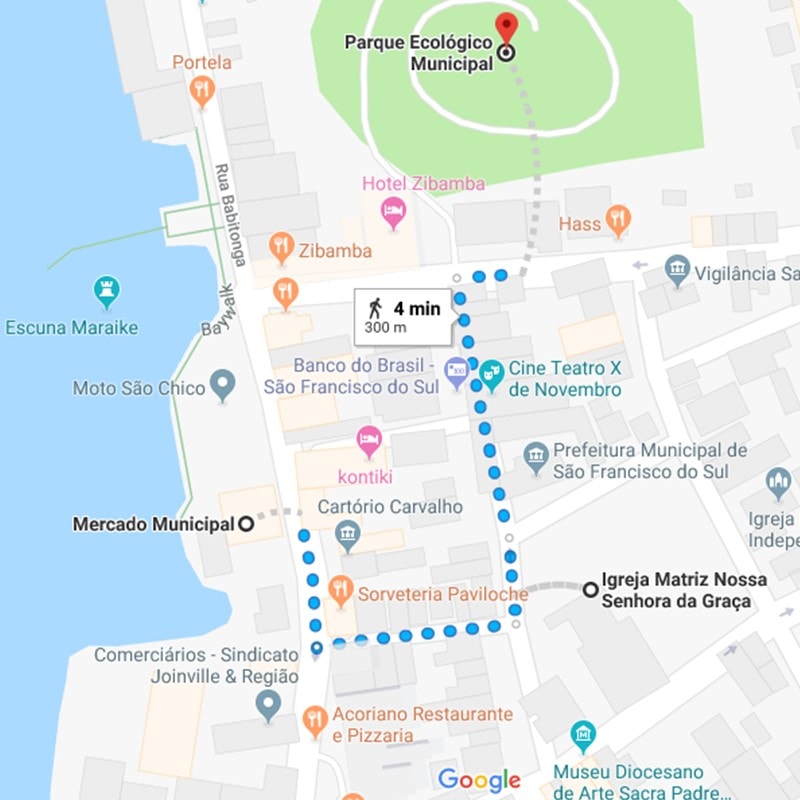 Parque Ecológico
Municipal
Portela
Rua Babitonga
Hotel Zibamba
Hass
Zibamba
Vigilância Sa
Escuna Maraike
Baywalk
4 min
300 m
Banco do Brasil -
São Francisco do Sul
Cine Teatro X
de Novembro
Moto São Chico
kontiki
Prefeitura Municipal de
São Francisco do Sul
Cartório Carvalho
Mercado Municipal
Igreja
Indepe
Sorveteria Paviloche
Igreja Matriz Nossa
Senhora da Graça
Comerciários - Sindicato
Joinville & Região
Acoriano Restaurante
e Pizzaria
Google
Museu Diocesano
de Arte Sacra Padre...